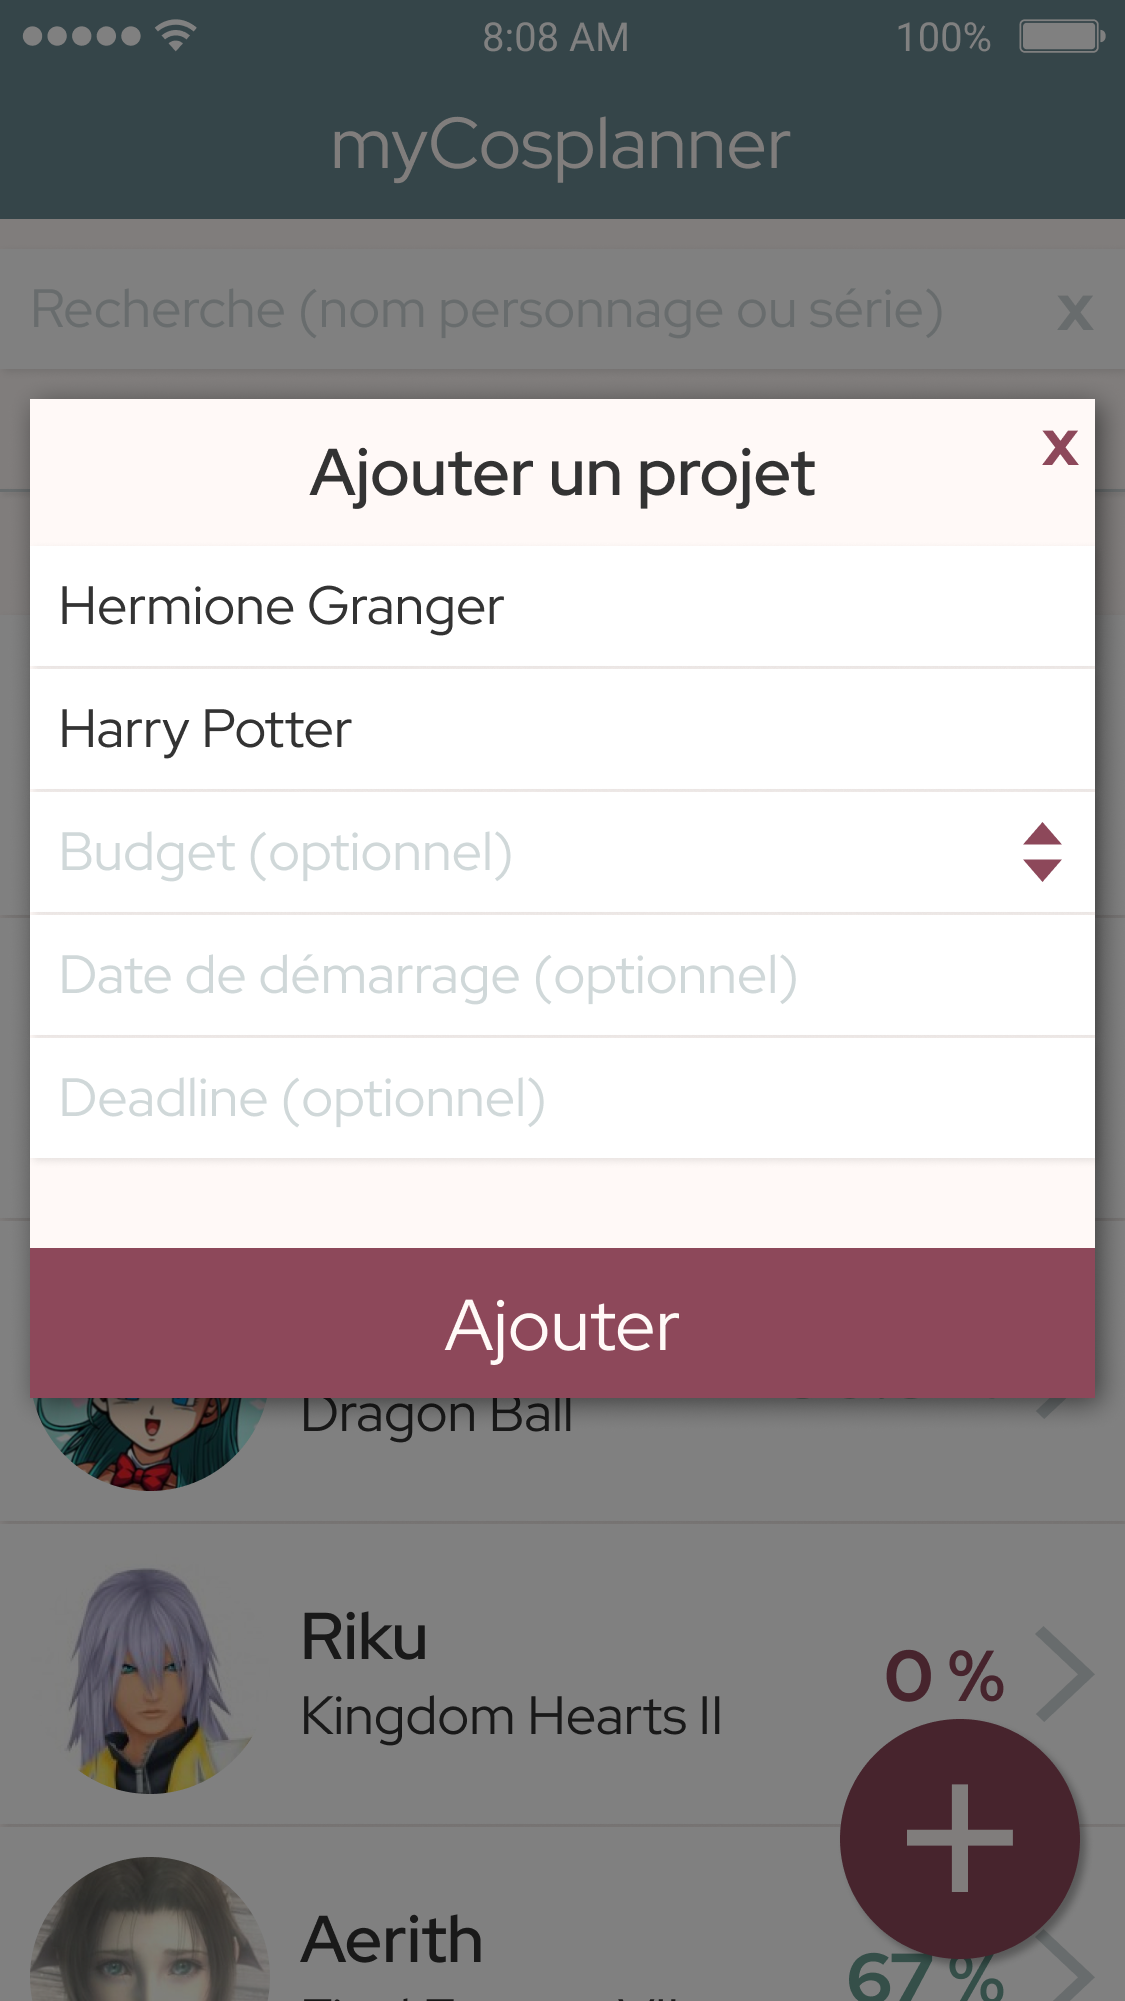 8:08 AM 100%
myCosplanner
Recherche (nom personnage ou série) x
Ajouter un projet x
Hermione Granger
Harry Potter
Budget (optionnel)
Date de démarrage (optionnel)
Deadline (optionnel)
Ajouter
Dragon Ball
Riku
0 %
Kingdom Hearts II
Aerith
67 %